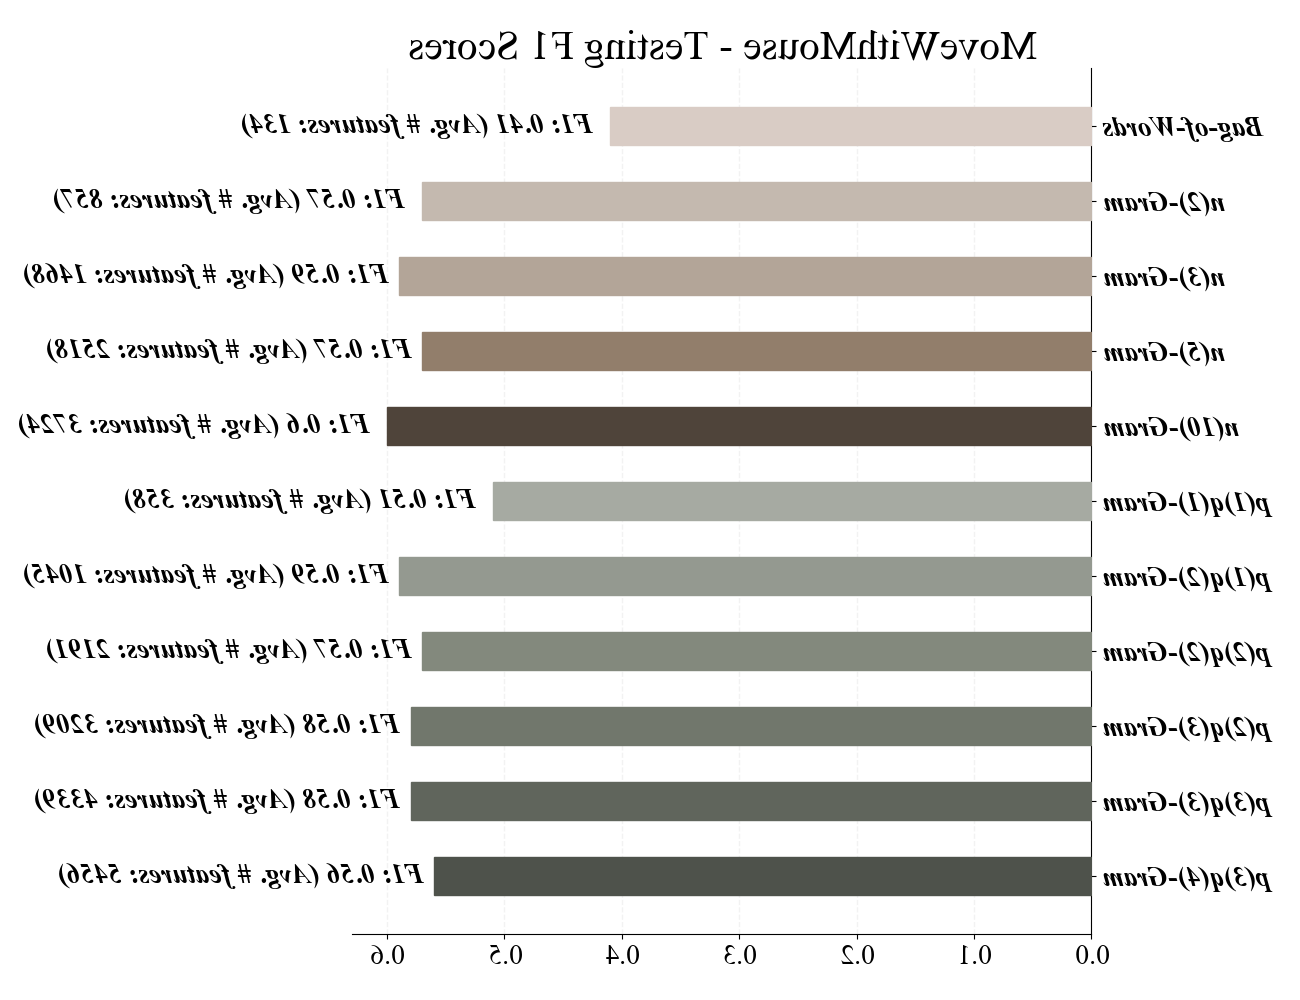 MoveWithMouse - Testing F1 Scores
Bag-of-Words F1: 0.41 (Avg. # features: 134)
n(2)-Gram F1: 0.57 (Avg. # features: 857)
n(3)-Gram F1: 0.59 (Avg. # features: 1468)
n(5)-Gram F1: 0.57 (Avg. # features: 2518)
n(10)-Gram F1: 0.6 (Avg. # features: 3724)
p(1)q(1)-Gram F1: 0.51 (Avg. # features: 358)
p(1)q(2)-Gram F1: 0.59 (Avg. # features: 1045)
p(2)q(2)-Gram F1: 0.57 (Avg. # features: 2191)
p(2)q(3)-Gram F1: 0.58 (Avg. # features: 3209)
p(3)q(3)-Gram F1: 0.58 (Avg. # features: 4339)
p(3)q(4)-Gram F1: 0.56 (Avg. # features: 5456)
0.0 0.1 0.2 0.3 0.4 0.5 0.6